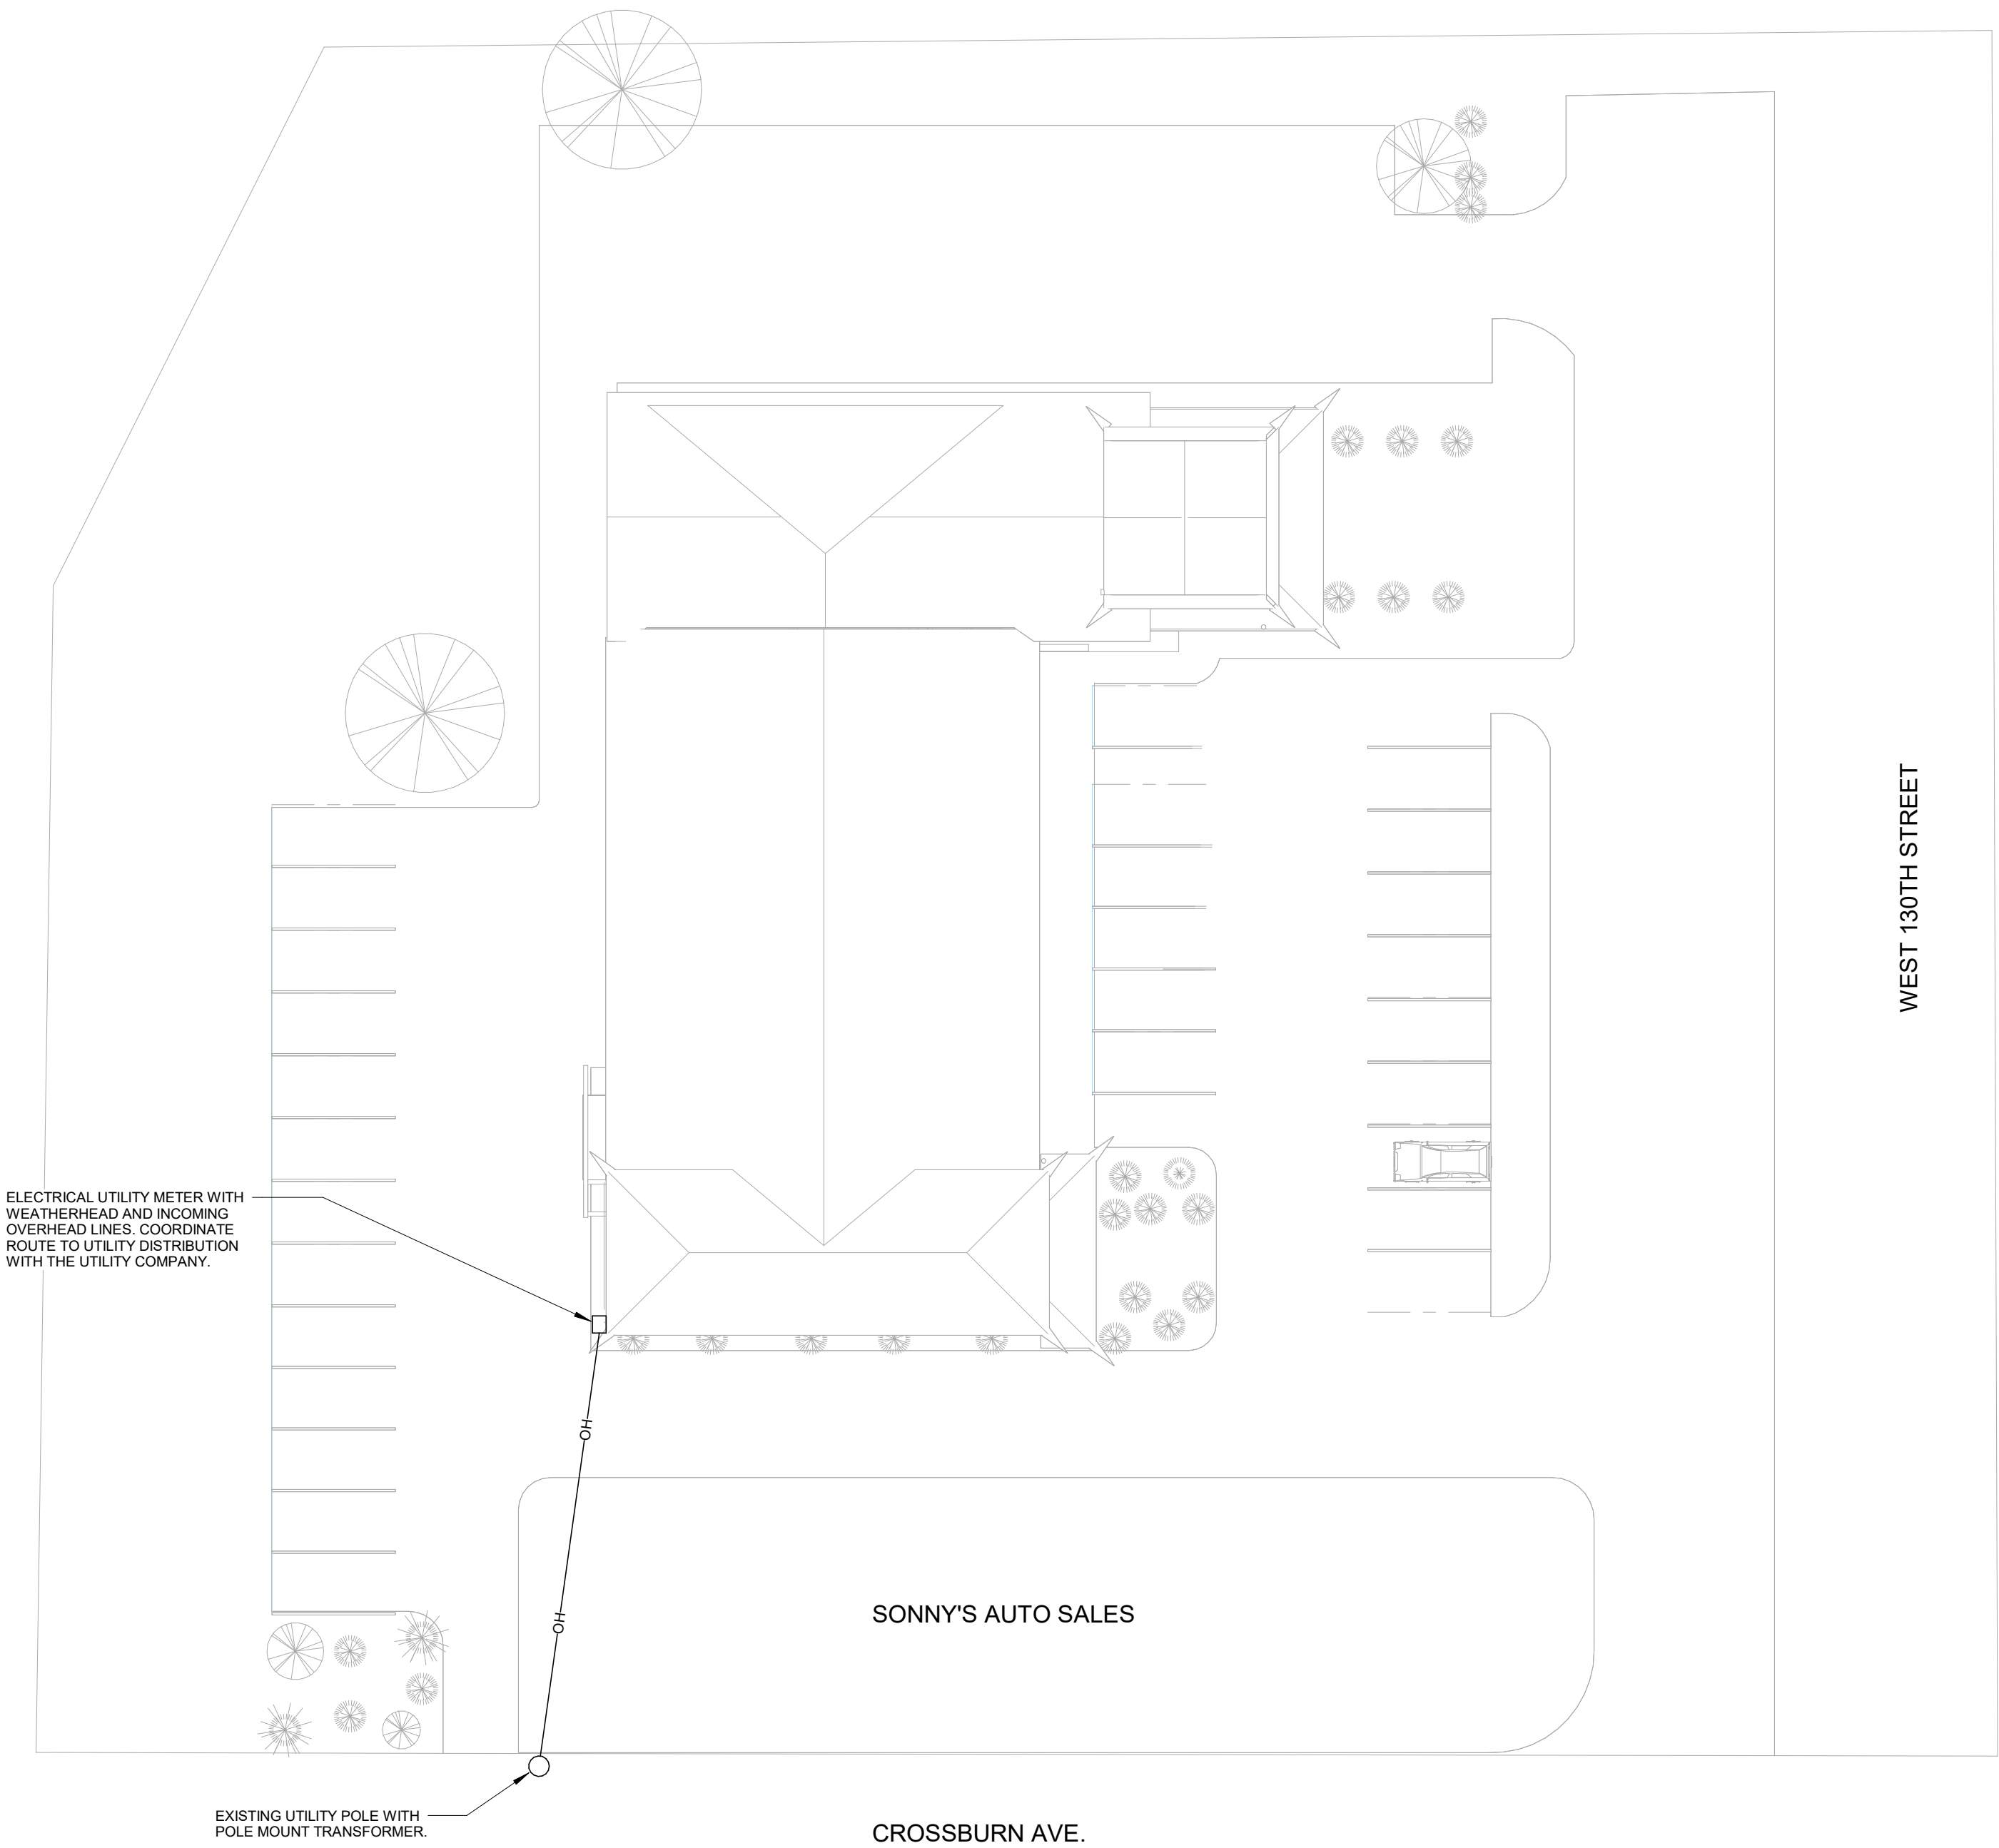 WEST 130TH STREET
ELECTRICAL UTILITY METER WITH
WEATHERHEAD AND INCOMING
OVERHEAD LINES. COORDINATE
ROUTE TO UTILITY DISTRIBUTION
WITH THE UTILITY COMPANY.
OH
OH
SONNY'S AUTO SALES
EXISTING UTILITY POLE WITH
POLE MOUNT TRANSFORMER.
CROSSBURN AVE.